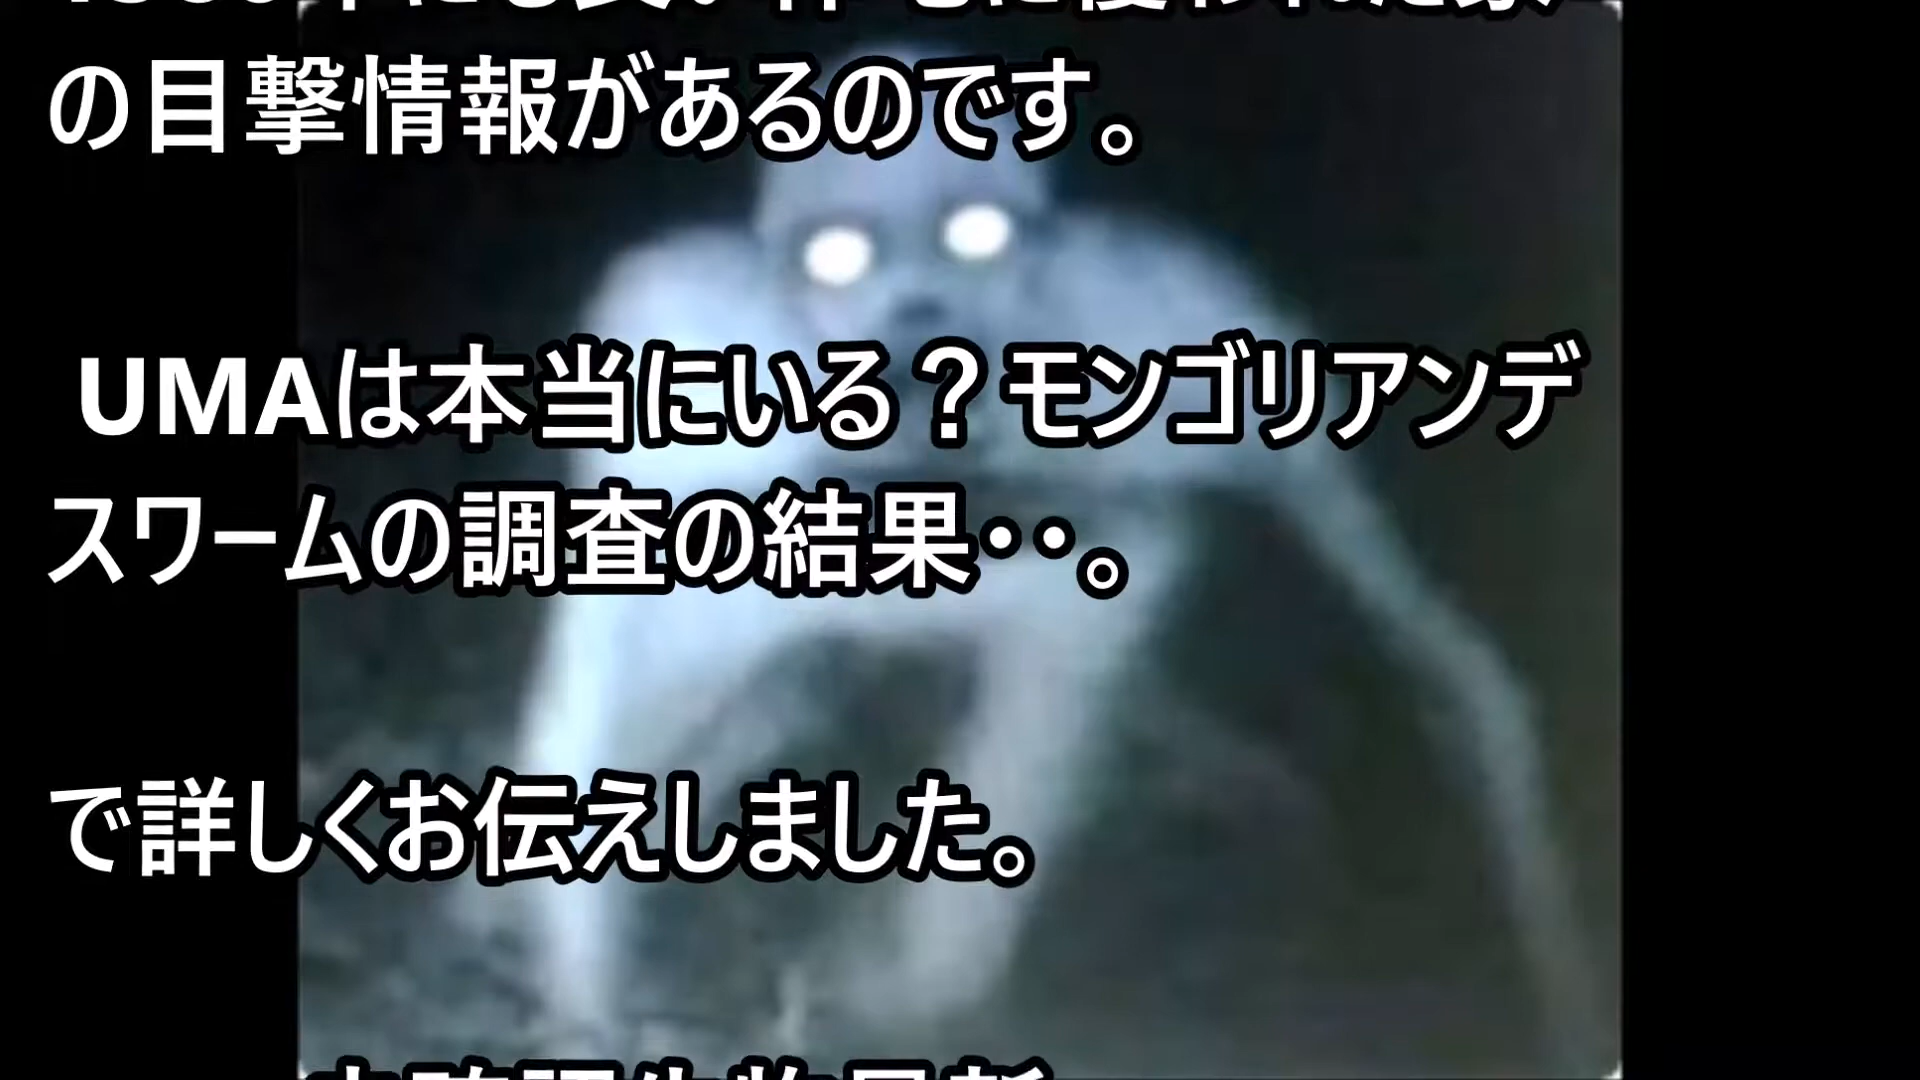 の目撃情報があるのです。
UMAは本当にいる？モンゴリアンデ
スワームの調査の結果・・。
で詳しくお伝えしました。